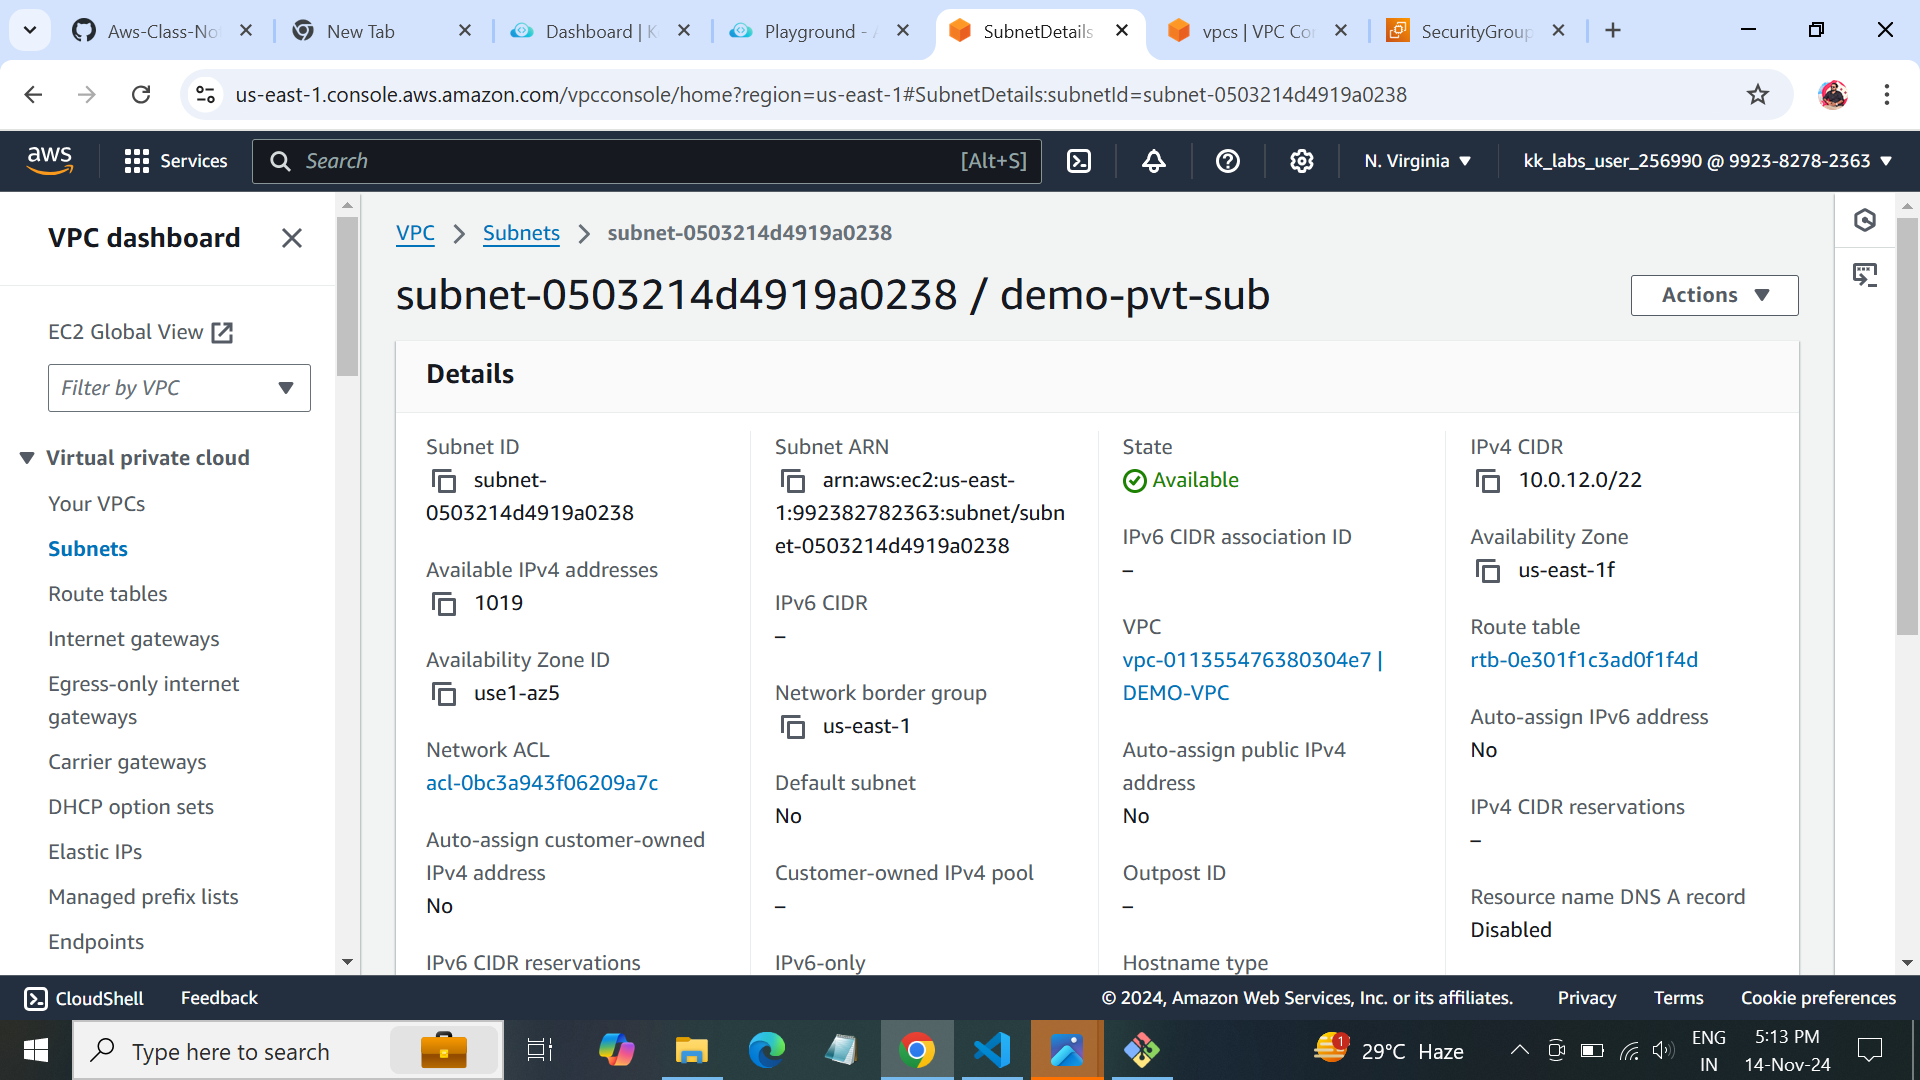 Aws-Class-No
New Tab
Dashboard | K
Playground - A
SubnetDetails
vpcs | VPC Con
SecurityGroup
us-east-1.console.aws.amazon.com/vpcconsole/home?region=us-east-1#SubnetDetails:subnetId=subnet-0503214d4919a0238
aws
Services
Search
[Alt+S]
N. Virginia
kk_labs_user_256990 @ 9923-8278-2363
VPC dashboard
EC2 Global View
Filter by VPC
Virtual private cloud
Your VPCs
Subnets
Route tables
Internet gateways
Egress-only internet
gateways
Carrier gateways
DHCP option sets
Elastic IPs
Managed prefix lists
Endpoints
VPC
Subnets
subnet-0503214d4919a0238
subnet-0503214d4919a0238 / demo-pvt-sub
Actions
Details
Subnet ID
subnet-
0503214d4919a0238
Available IPv4 addresses
1019
Availability Zone ID
use1-az5
Network ACL
acl-0bc3a943f06209a7c
Auto-assign customer-owned
IPv4 address
No
IPv6 CIDR reservations
Subnet ARN
arn:aws:ec2:us-east-
1:992382782363:subnet/subn
et-0503214d4919a0238
IPv6 CIDR
–
Network border group
us-east-1
Default subnet
No
Customer-owned IPv4 pool
–
IPv6-only
State
Available
IPv6 CIDR association ID
–
VPC
vpc-011355476380304e7 |
DEMO-VPC
Auto-assign public IPv4
address
No
Outpost ID
–
Hostname type
IPv4 CIDR
10.0.12.0/22
Availability Zone
us-east-1f
Route table
rtb-0e301f1c3ad0f1f4d
Auto-assign IPv6 address
No
IPv4 CIDR reservations
–
Resource name DNS A record
Disabled
CloudShell
Feedback
© 2024, Amazon Web Services, Inc. or its affiliates.
Privacy
Terms
Cookie preferences
Type here to search
1
29°C Haze
ENG
IN
5:13 PM
14-Nov-24